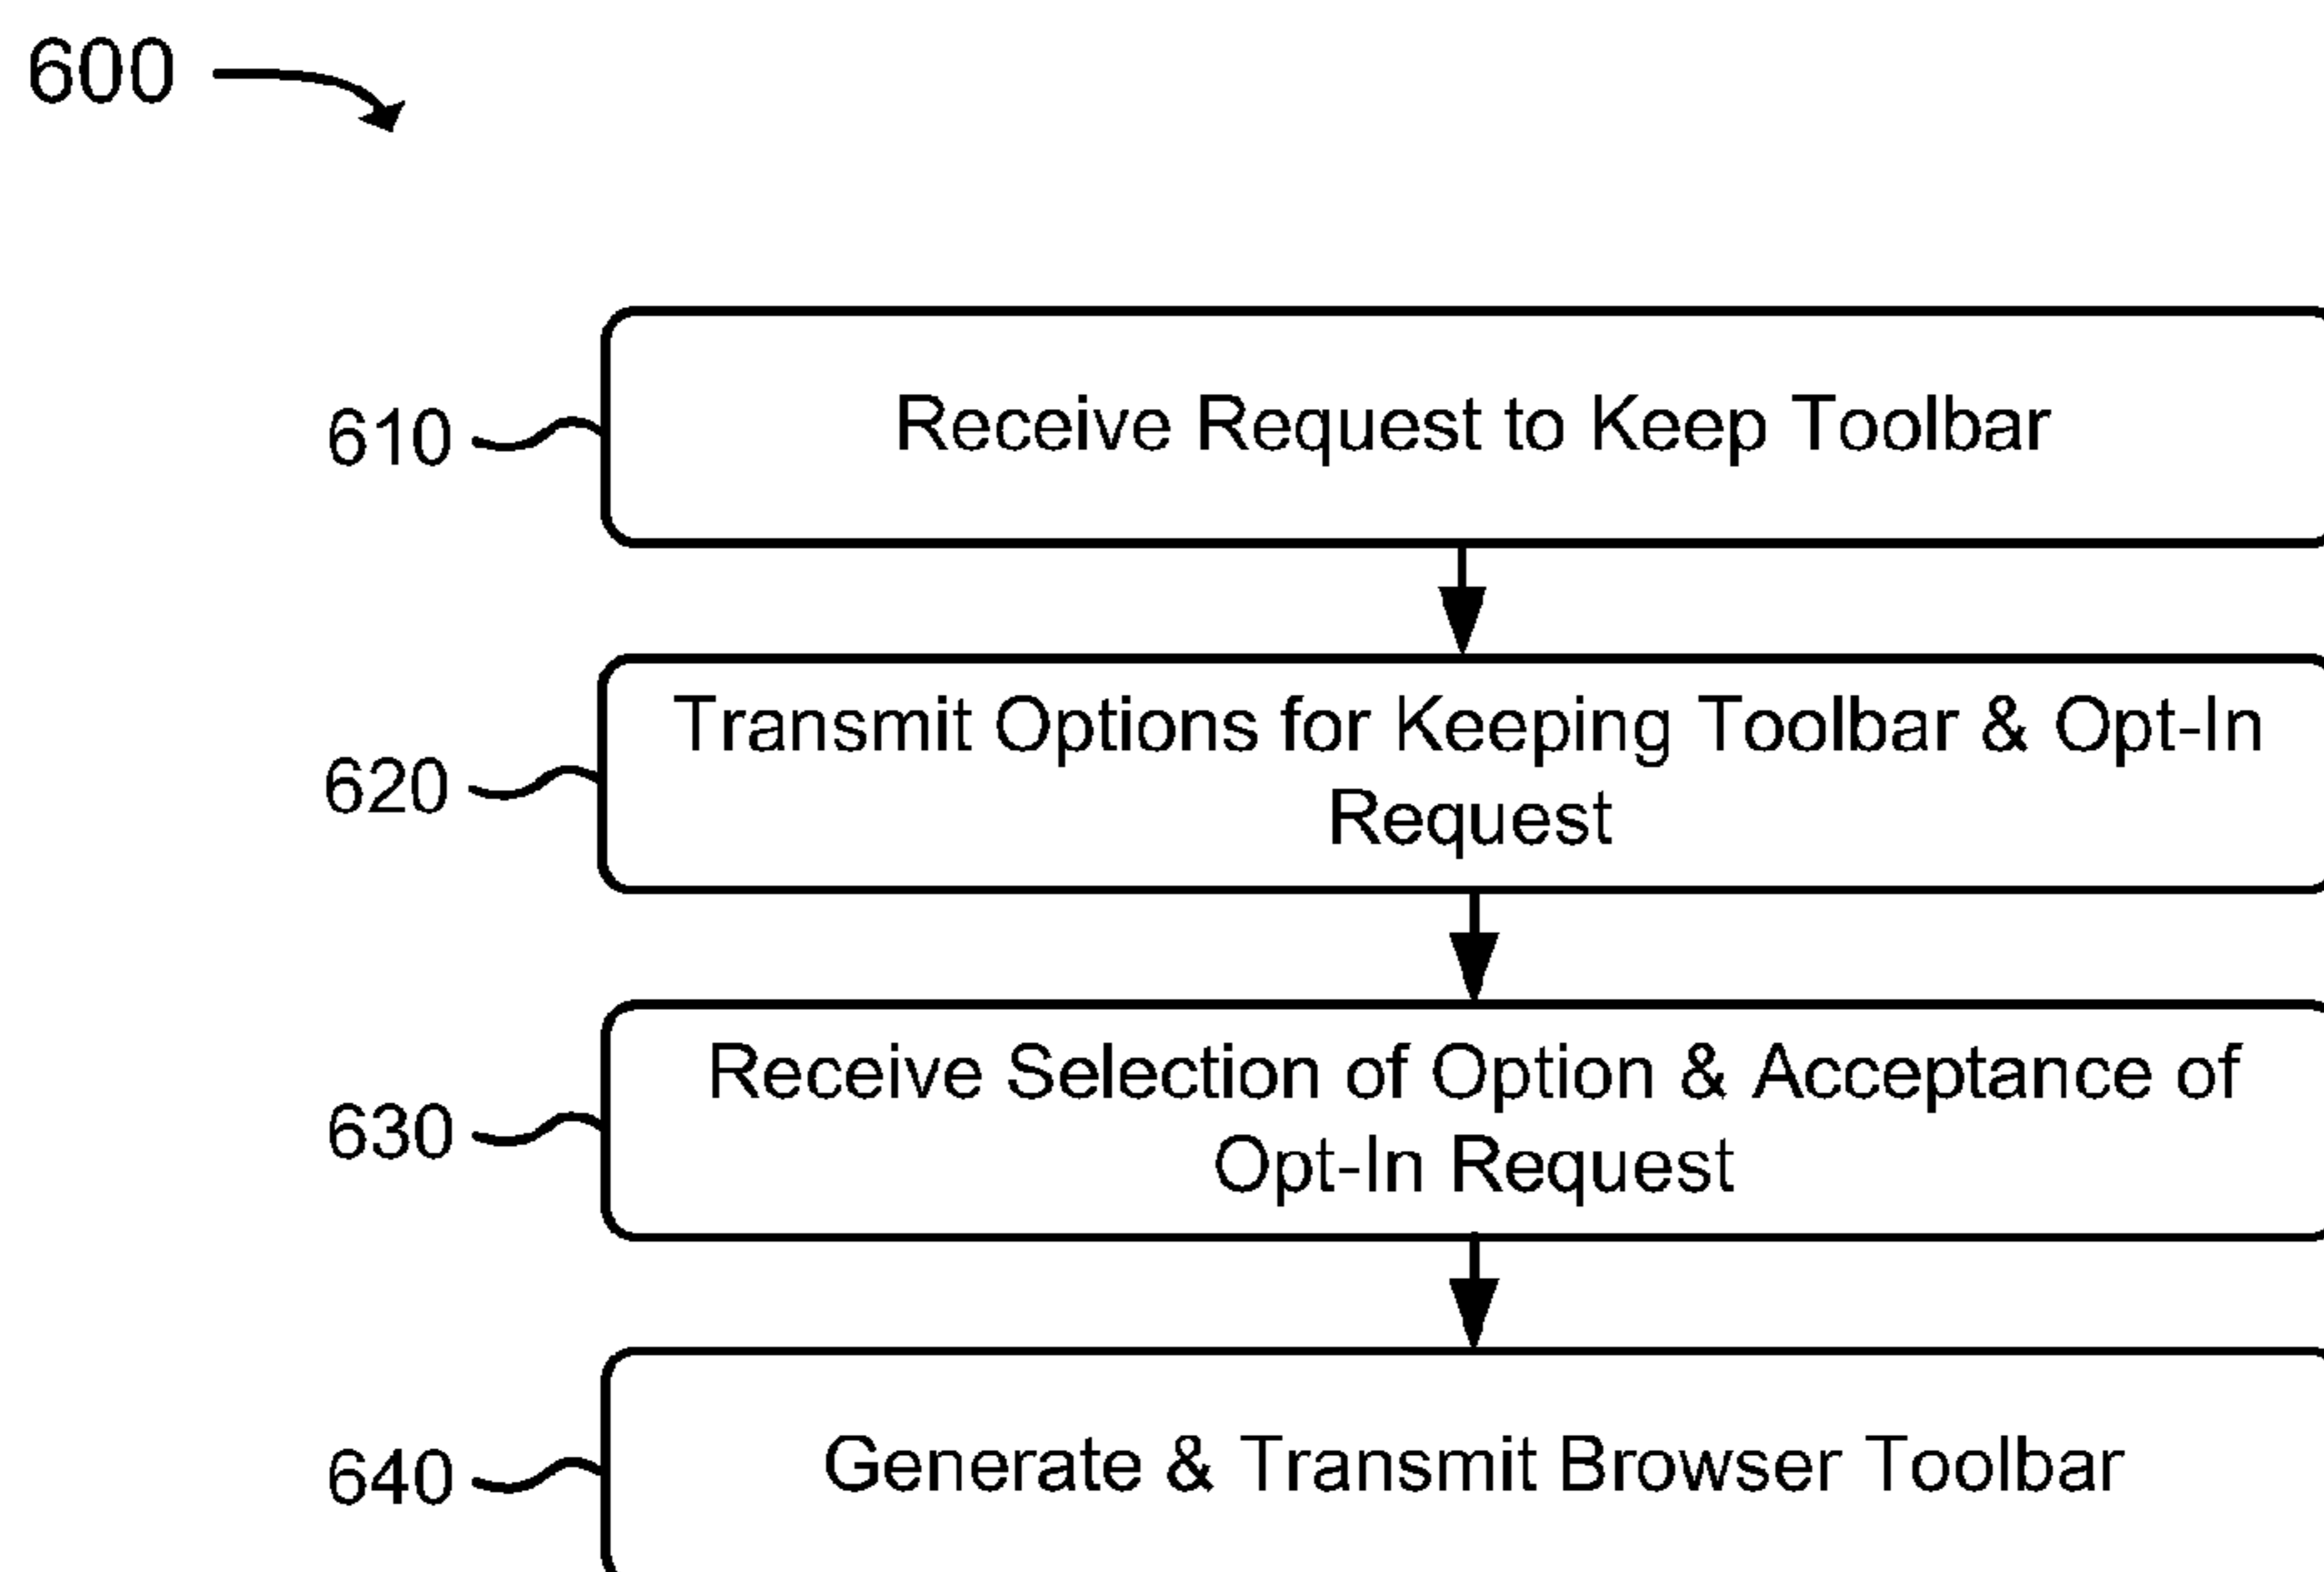 600
610
Receive Request to Keep Toolbar
620
Transmit Options for Keeping Toolbar & Opt-In
Request
630
Receive Selection of Option & Acceptance of
Opt-In Request
640
Generate & Transmit Browser Toolbar